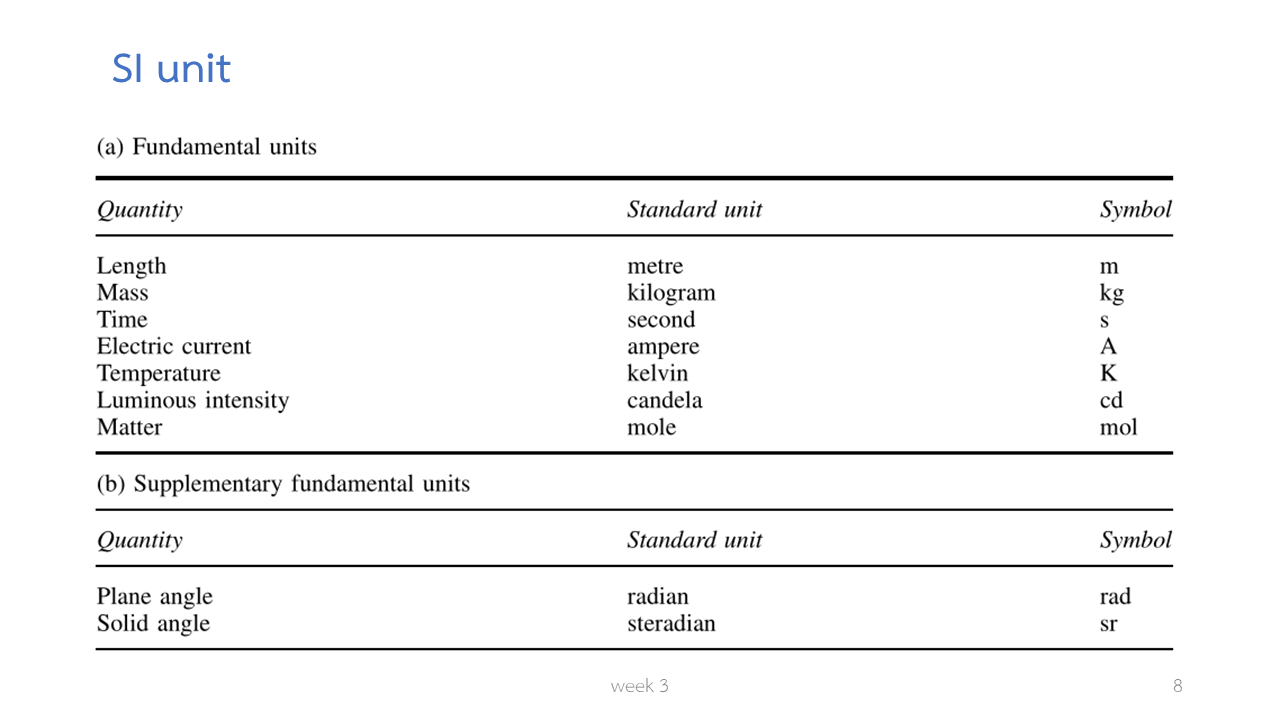 SI unit
(a) Fundamental units
Quantity Standard unit Symbol
Length metre m
Mass kilogram kg
Time second s
Electric current ampere A
Temperature kelvin K
Luminous intensity candela cd
Matter mole mol
(b) Supplementary fundamental units
Quantity Standard unit Symbol
Plane angle radian rad
Solid angle steradian sr
week 3 8